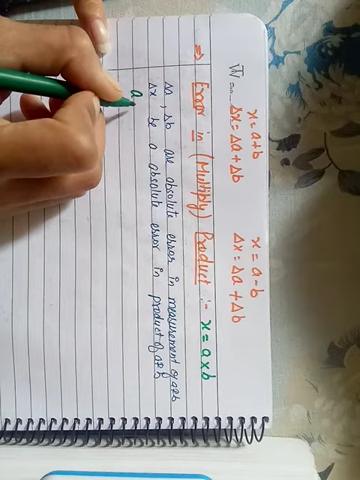 x = a+b x = a - b
Δx = Δa + Δb Δx = Δa + Δb
⇒ Error in (Multiply) Product :- x = a x b
Δa, Δb are absolute error in measurement of a & b
Δx be a absolute error in product of a & b
a